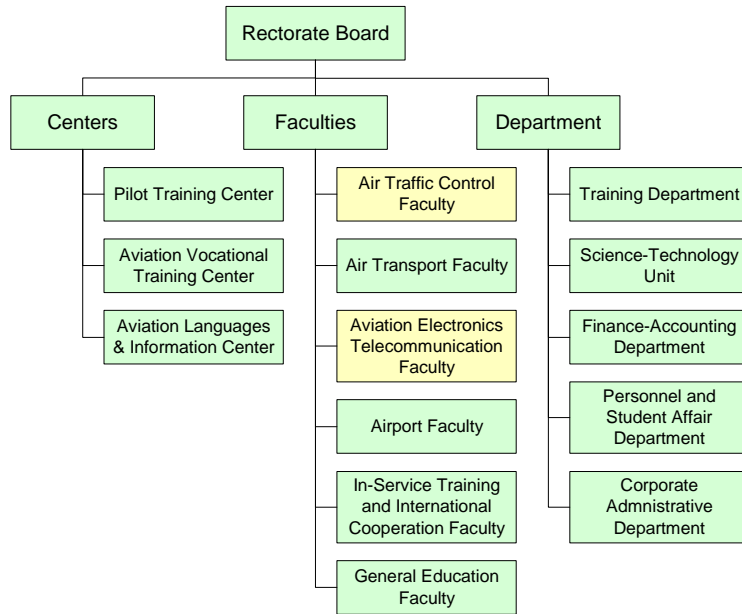 Rectorate Board
Centers
Faculties
Department
Pilot Training Center
Aviation Vocational
Training Center
Aviation Languages
& Information Center
Air Traffic Control
Faculty
Air Transport Faculty
Aviation Electronics
Telecommunication
Faculty
Airport Faculty
In-Service Training
and International
Cooperation Faculty
General Education
Faculty
Training Department
Science-Technology
Unit
Finance-Accounting
Department
Personnel and
Student Affair
Department
Corporate
Admnistrative
Department